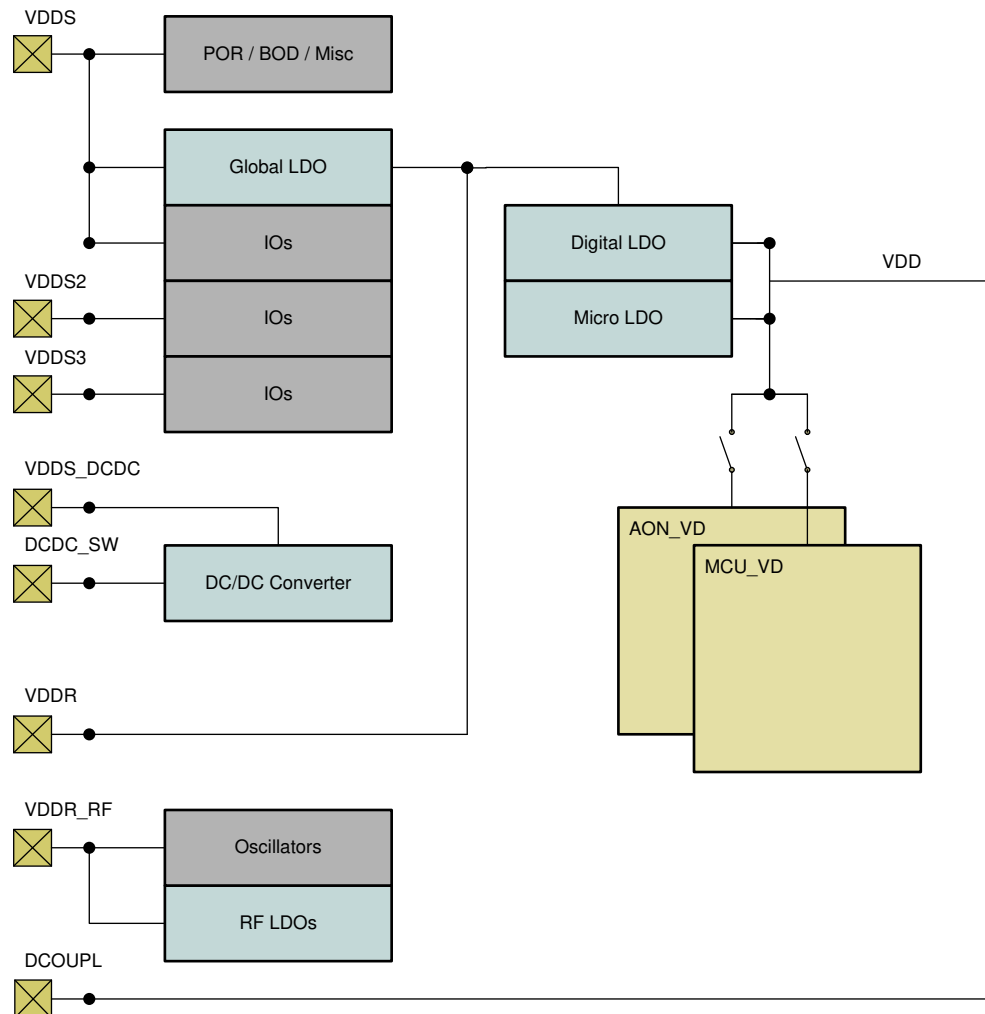 VDDS
POR / BOD / Misc
Global LDO
IOs
Digital LDO
VDD
VDDS2
IOs
Micro LDO
VDDS3
IOs
VDDS_DCDC
AON_VD
DCDC_SW
DC/DC Converter
MCU_VD
VDDR
VDDR_RF
Oscillators
RF LDOs
DCOUPL